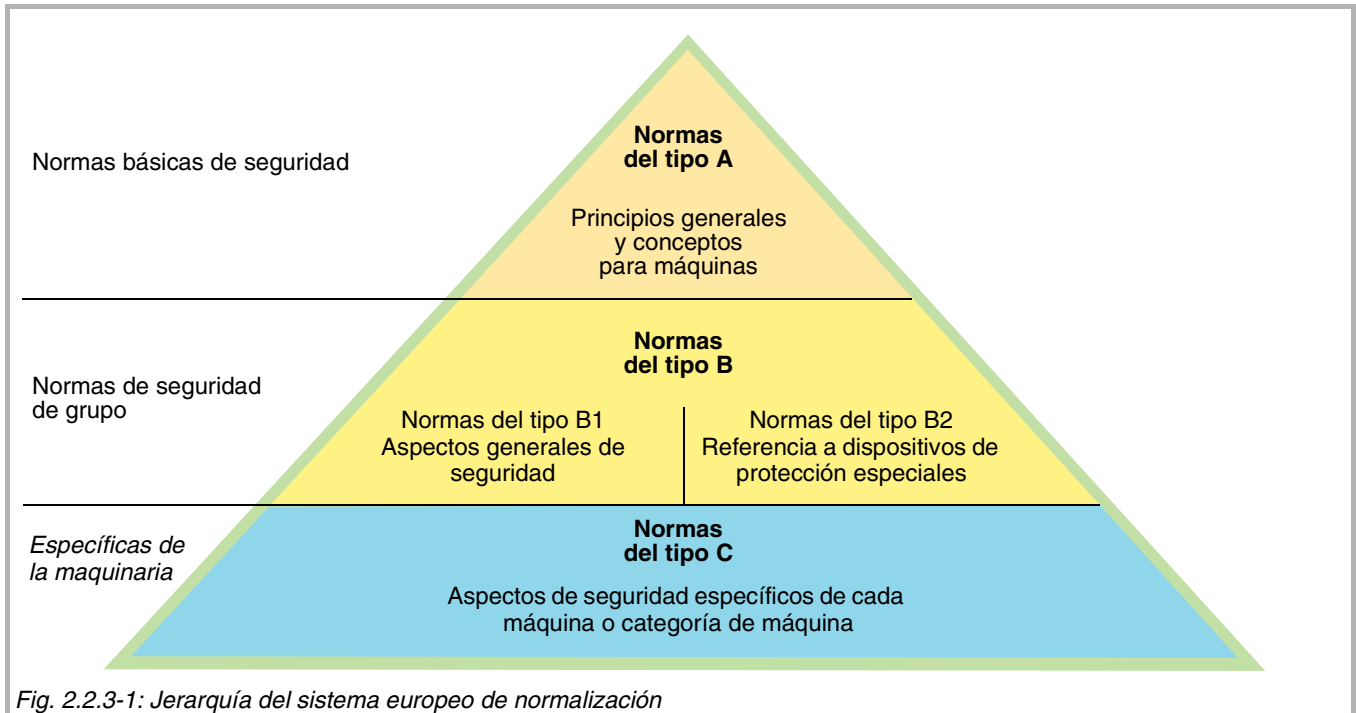 Normas básicas de seguridad
Normas
del tipo A
Principios generales
y conceptos
para máquinas
Normas de seguridad
de grupo
Normas
del tipo B
Normas del tipo B1
Aspectos generales de
seguridad
Normas del tipo B2
Referencia a dispositivos de
protección especiales
Específicas de
la maquinaria
Normas
del tipo C
Aspectos de seguridad específicos de cada
máquina o categoría de máquina
Fig. 2.2.3-1: Jerarquía del sistema europeo de normalización